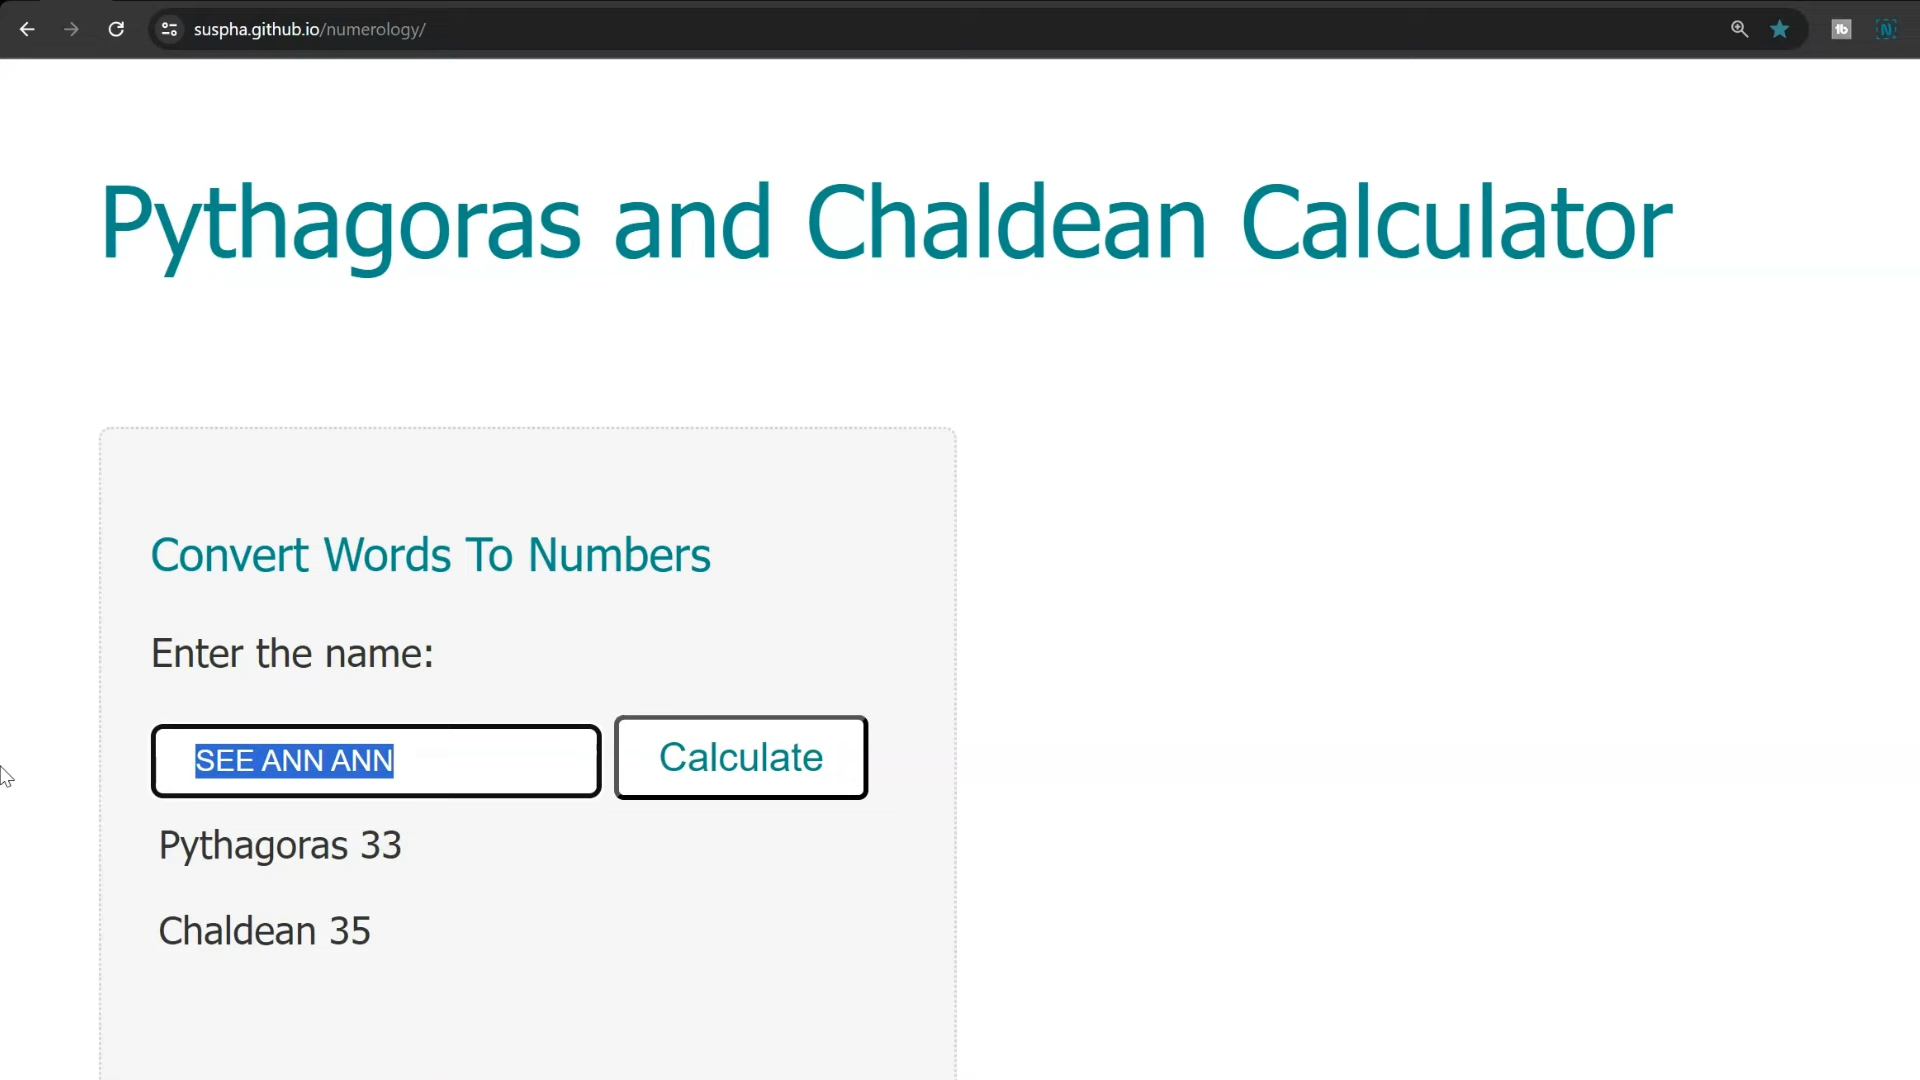 suspha.github.io/numerology/
Pythagoras and Chaldean Calculator
Convert Words To Numbers
Enter the name:
SEE ANN ANN
Calculate
Pythagoras 33
Chaldean 35